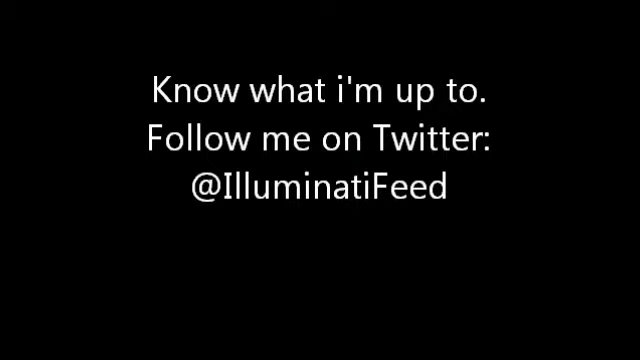 Know what i'm up to.
Follow me on Twitter:
@IlluminatiFeed